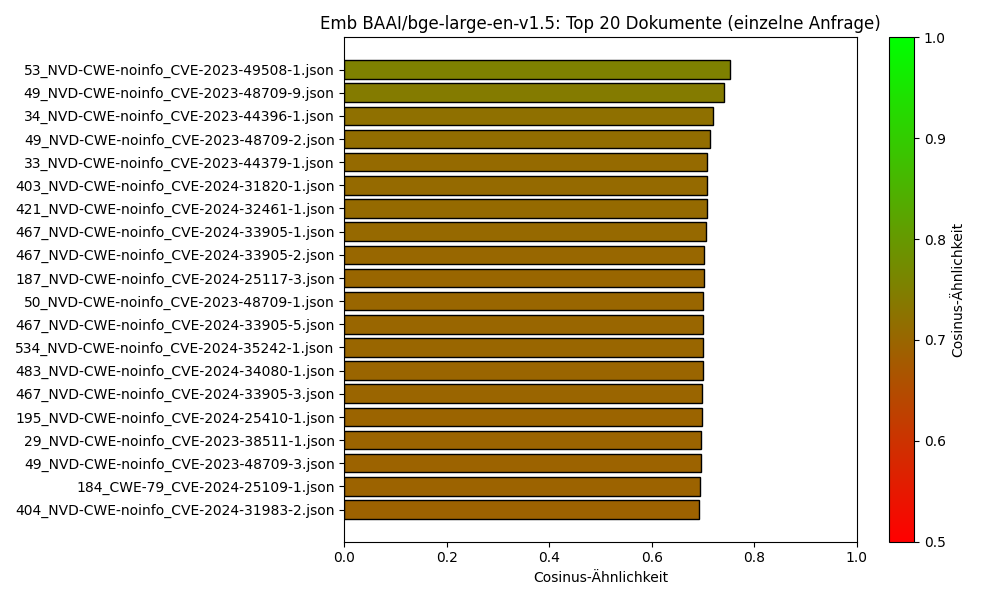 Emb BAAI/bge-large-en-v1.5: Top 20 Dokumente (einzelne Anfrage)
53_NVD-CWE-noinfo_CVE-2023-49508-1.json
49_NVD-CWE-noinfo_CVE-2023-48709-9.json
34_NVD-CWE-noinfo_CVE-2023-44396-1.json
49_NVD-CWE-noinfo_CVE-2023-48709-2.json
33_NVD-CWE-noinfo_CVE-2023-44379-1.json
403_NVD-CWE-noinfo_CVE-2024-31820-1.json
421_NVD-CWE-noinfo_CVE-2024-32461-1.json
467_NVD-CWE-noinfo_CVE-2024-33905-1.json
467_NVD-CWE-noinfo_CVE-2024-33905-2.json
187_NVD-CWE-noinfo_CVE-2024-25117-3.json
50_NVD-CWE-noinfo_CVE-2023-48709-1.json
467_NVD-CWE-noinfo_CVE-2024-33905-5.json
534_NVD-CWE-noinfo_CVE-2024-35242-1.json
483_NVD-CWE-noinfo_CVE-2024-34080-1.json
467_NVD-CWE-noinfo_CVE-2024-33905-3.json
195_NVD-CWE-noinfo_CVE-2024-25410-1.json
29_NVD-CWE-noinfo_CVE-2023-38511-1.json
49_NVD-CWE-noinfo_CVE-2023-48709-3.json
184_CWE-79_CVE-2024-25109-1.json
404_NVD-CWE-noinfo_CVE-2024-31983-2.json
0.0 0.2 0.4 0.6 0.8 1.0
Cosinus-Ähnlichkeit
1.0
0.9
0.8
0.7
0.6
0.5
Cosinus-Ähnlichkeit